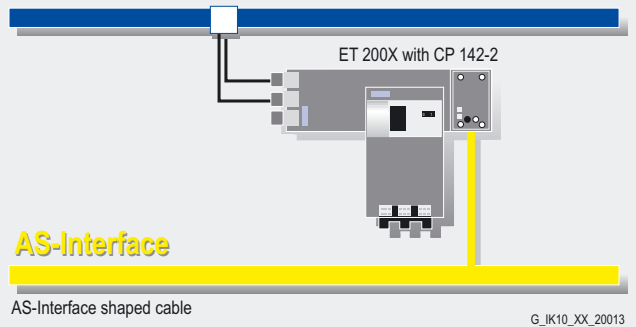 ET 200X with CP 142-2
AS-Interface
AS-Interface shaped cable
G_IK10_XX_20013